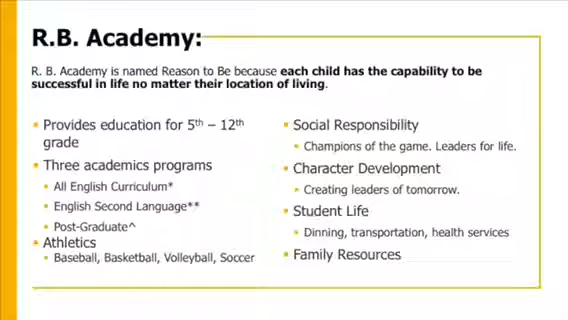 R.B. Academy:
R. B. Academy is named Reason to Be because each child has the capability to be
successful in life no matter their location of living.
Provides education for 5th – 12th
grade
Three academics programs
All English Curriculum*
English Second Language**
Post-Graduate^
Athletics
Baseball, Basketball, Volleyball, Soccer
Social Responsibility
Champions of the game. Leaders for life.
Character Development
Creating leaders of tomorrow.
Student Life
Dinning, transportation, health services
Family Resources